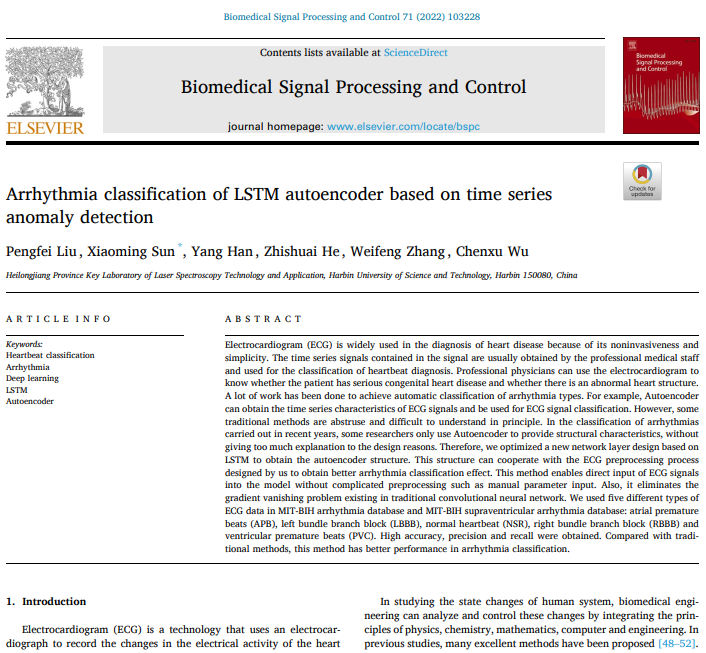 Biomedical Signal Processing and Control 71 (2022) 103228
Contents lists available at ScienceDirect
Biomedical Signal Processing and Control
journal homepage: www.elsevier.com/locate/bspc
ELSEVIER
Biomedical
Signal Processing
and Control
Check for
updates
Arrhythmia classification of LSTM autoencoder based on time series
anomaly detection
Pengfei Liu, Xiaoming Sun *, Yang Han, Zhishuai He, Weifeng Zhang, Chenxu Wu
Heilongjiang Province Key Laboratory of Laser Spectroscopy Technology and Application, Harbin University of Science and Technology, Harbin 150080, China
ARTICLE INFO
Keywords:
Heartbeat classification
Arrhythmia
Deep learning
LSTM
Autoencoder
ABSTRACT
Electrocardiogram (ECG) is widely used in the diagnosis of heart disease because of its noninvasiveness and
simplicity. The time series signals contained in the signal are usually obtained by the professional medical staff
and used for the classification of heartbeat diagnosis. Professional physicians can use the electrocardiogram to
know whether the patient has serious congenital heart disease and whether there is an abnormal heart structure.
A lot of work has been done to achieve automatic classification of arrhythmia types. For example, Autoencoder
can obtain the time series characteristics of ECG signals and be used for ECG signal classification. However, some
traditional methods are abstruse and difficult to understand in principle. In the classification of arrhythmias
carried out in recent years, some researchers only use Autoencoder to provide structural characteristics, without
giving too much explanation to the design reasons. Therefore, we optimized a new network layer design based on
LSTM to obtain the autoencoder structure. This structure can cooperate with the ECG preprocessing process
designed by us to obtain better arrhythmia classification effect. This method enables direct input of ECG signals
into the model without complicated preprocessing such as manual parameter input. Also, it eliminates the
gradient vanishing problem existing in traditional convolutional neural network. We used five different types of
ECG data in MIT-BIH arrhythmia database and MIT-BIH supraventricular arrhythmia database: atrial premature
beats (APB), left bundle branch block (LBBB), normal heartbeat (NSR), right bundle branch block (RBBB) and
ventricular premature beats (PVC). High accuracy, precision and recall were obtained. Compared with tradi-
tional methods, this method has better performance in arrhythmia classification.
1. Introduction
Electrocardiogram (ECG) is a technology that uses an electrocar-
diograph to record the changes in the electrical activity of the heart
In studying the state changes of human system, biomedical engi-
neering can analyze and control these changes by integrating the prin-
ciples of physics, chemistry, mathematics, computer and engineering. In
previous studies, many excellent methods have been proposed [48–52].